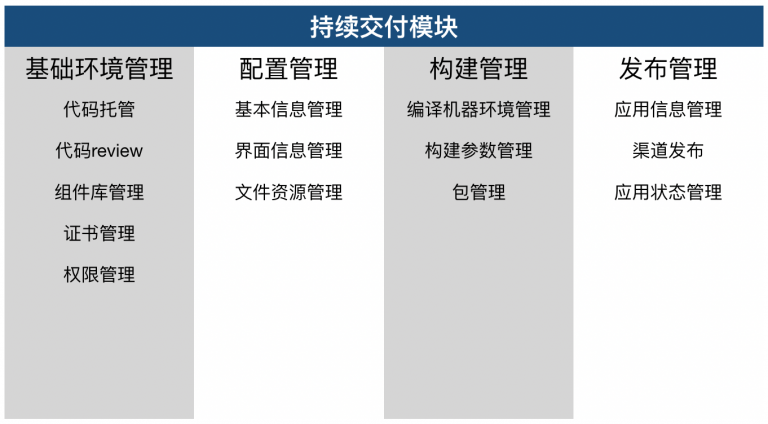 持续交付模块
基础环境管理
代码托管
代码review
组件库管理
证书管理
权限管理
配置管理
基本信息管理
界面信息管理
文件资源管理
构建管理
编译机器环境管理
构建参数管理
包管理
发布管理
应用信息管理
渠道发布
应用状态管理